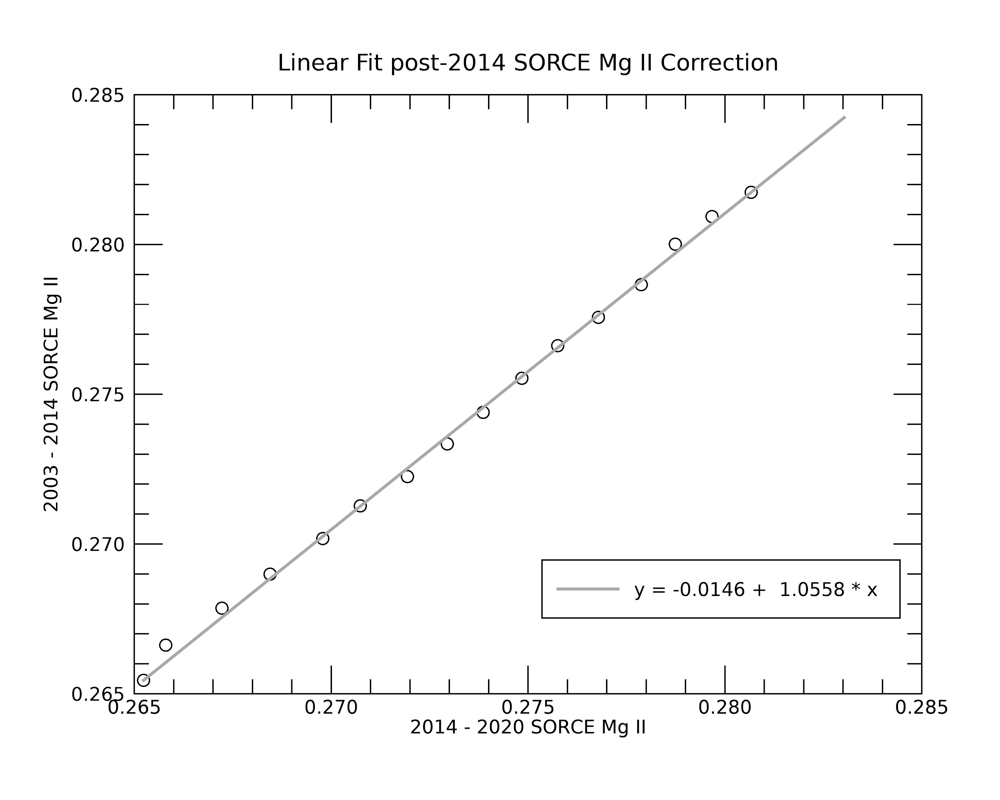 Linear Fit post-2014 SORCE Mg II Correction
0.285
0.280
0.275
0.270
0.265
2003 - 2014 SORCE Mg II
y = -0.0146 +  1.0558 * x
0.265 0.270 0.275 0.280 0.285
2014 - 2020 SORCE Mg II